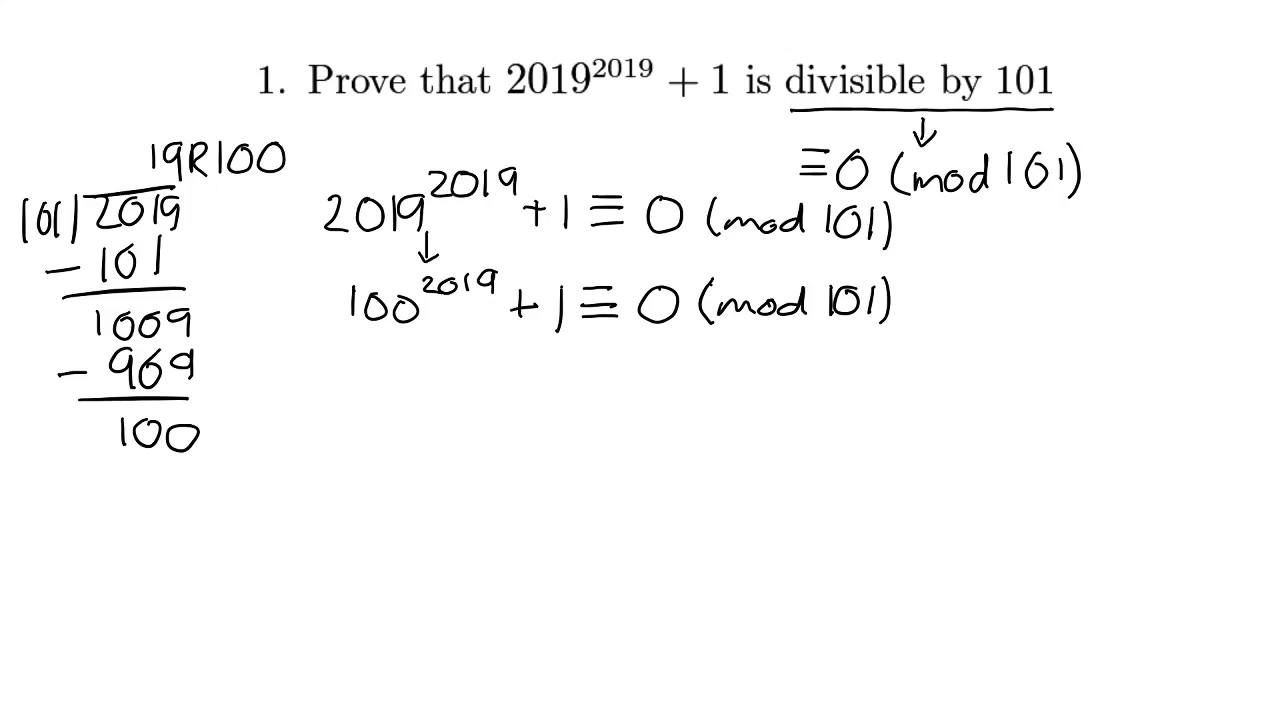 1. Prove that 2019^2019 + 1 is divisible by 101
↓
≡ 0 (mod 101)
19R100
101)2019
- 101
1009
- 969
100
2019^2019 + 1 ≡ 0 (mod 101)
↓
100^2019 + 1 ≡ 0 (mod 101)